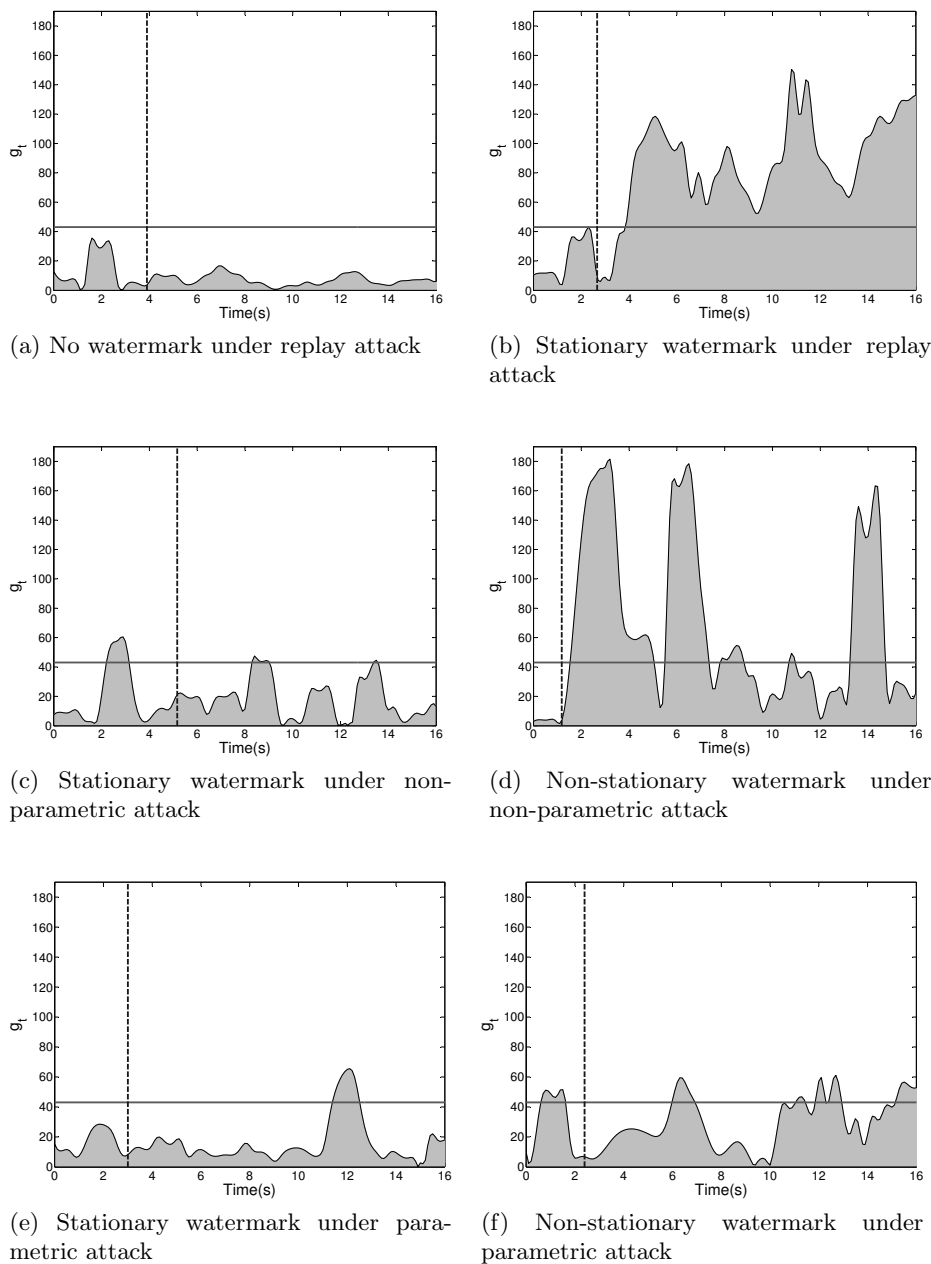 180
160
140
120
100
80
60
40
20
0
g_t
0 2 4 6 8 10 12 14 16
Time(s)
(a) No watermark under replay attack
180
160
140
120
100
80
60
40
20
0
g_t
0 2 4 6 8 10 12 14 16
Time(s)
(b) Stationary watermark under replay
attack
180
160
140
120
100
80
60
40
20
0
g_t
0 2 4 6 8 10 12 14 16
Time(s)
(c) Stationary watermark under non-
parametric attack
180
160
140
120
100
80
60
40
20
0
g_t
0 2 4 6 8 10 12 14 16
Time(s)
(d) Non-stationary watermark under
non-parametric attack
180
160
140
120
100
80
60
40
20
0
g_t
0 2 4 6 8 10 12 14 16
Time(s)
(e) Stationary watermark under para-
metric attack
180
160
140
120
100
80
60
40
20
0
g_t
0 2 4 6 8 10 12 14 16
Time(s)
(f) Non-stationary watermark under
parametric attack